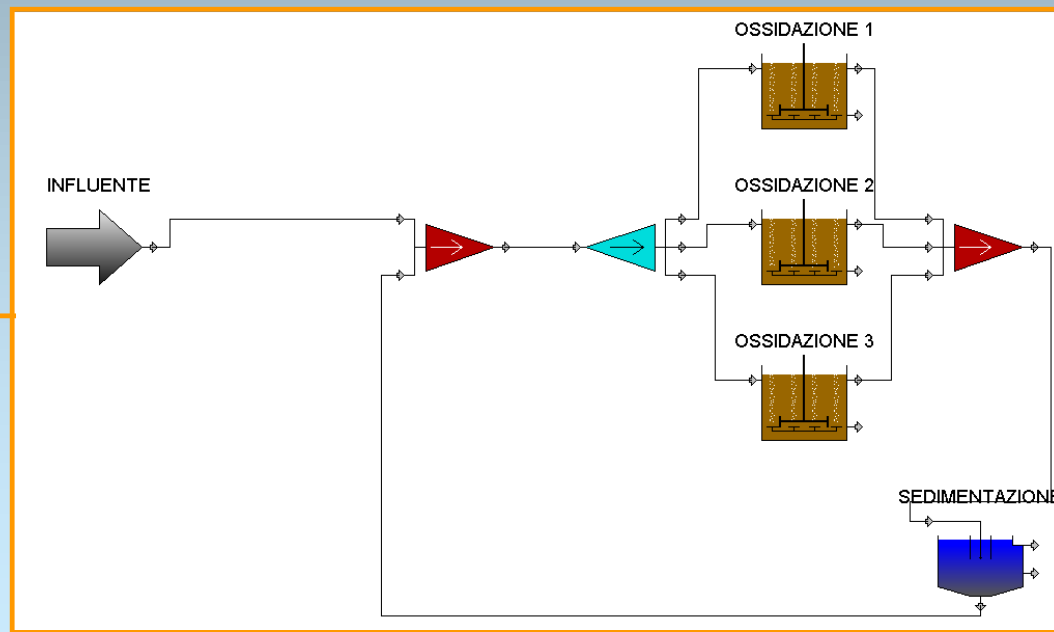 OSSIDAZIONE 1
INFLUENTE
OSSIDAZIONE 2
OSSIDAZIONE 3
SEDIMENTAZIONE